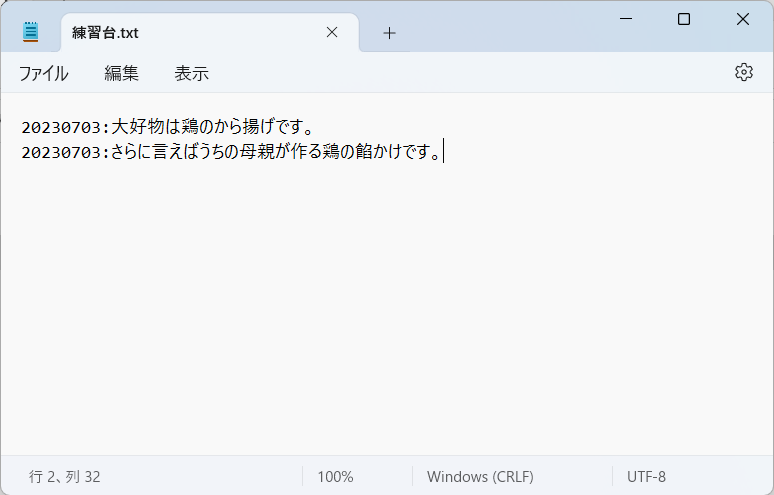 練習台.txt
ファイル 編集 表示
20230703:大好物は鶏のから揚げです。
20230703:さらに言えばうちの母親が作る鶏の餡かけです。
行 2、列 32 100% Windows (CRLF) UTF-8